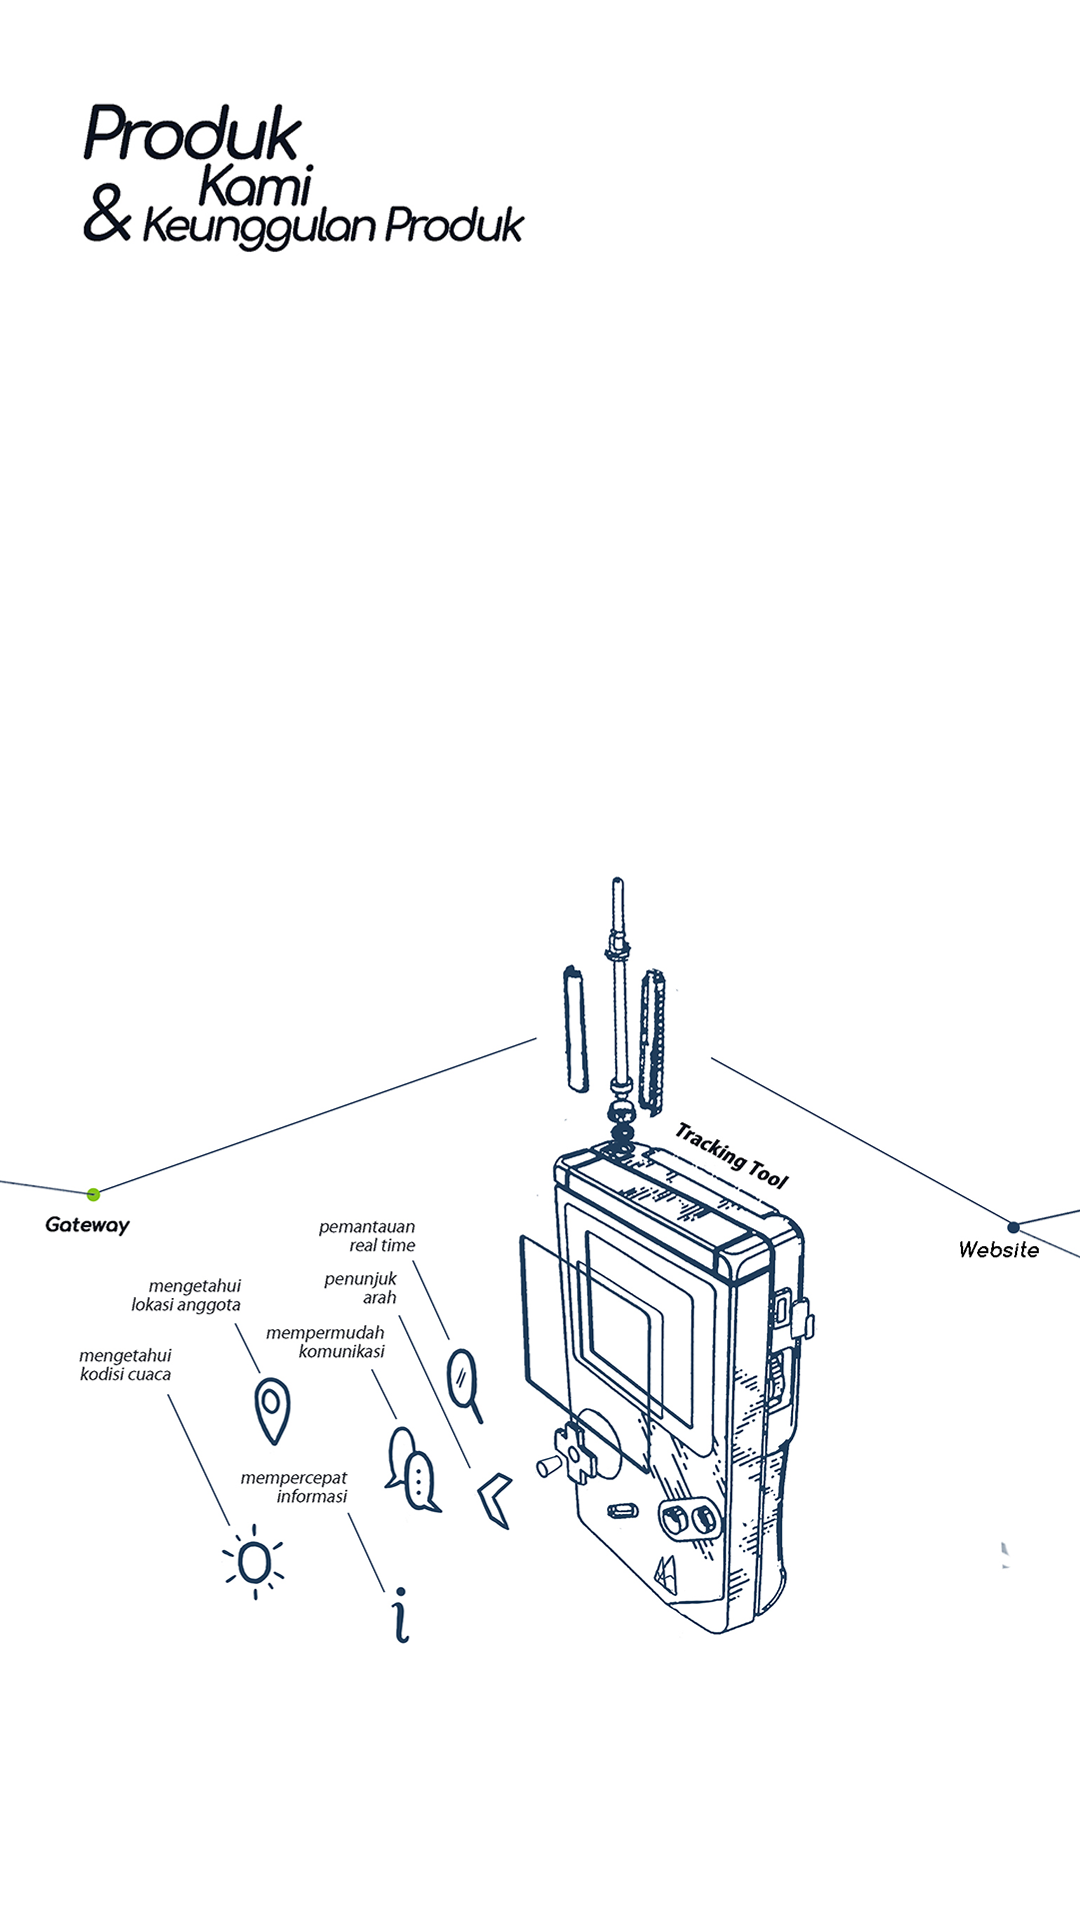 Produk
Kami
& Keunggulan Produk
Tracking Tool
Gateway
Website
pemantauan
real time
penunjuk
arah
mengetahui
lokasi anggota
mempermudah
komunikasi
mengetahui
kodisi cuaca
mempercepat
informasi
i